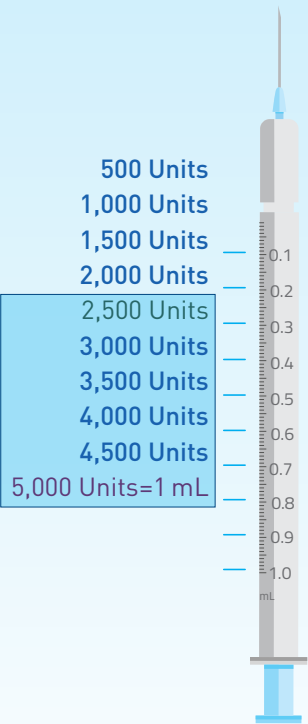 500 Units
1,000 Units
1,500 Units
2,000 Units
2,500 Units
3,000 Units
3,500 Units
4,000 Units
4,500 Units
5,000 Units=1 mL
0.1
0.2
0.3
0.4
0.5
0.6
0.7
0.8
0.9
1.0
mL